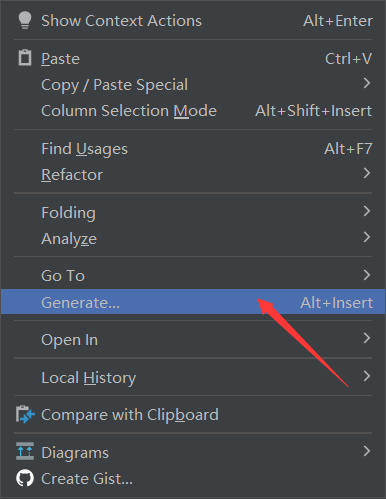 Show Context Actions Alt+Enter
Paste Ctrl+V
Copy / Paste Special
Column Selection Mode Alt+Shift+Insert
Find Usages Alt+F7
Refactor
Folding
Analyze
Go To
Generate... Alt+Insert
Open In
Local History
Compare with Clipboard
Diagrams
Create Gist...